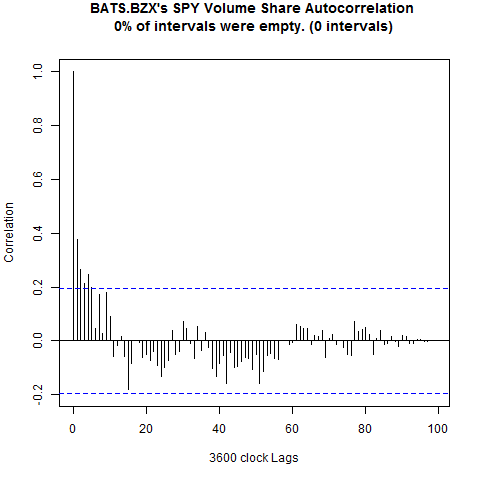 BATS.BZX's SPY Volume Share Autocorrelation
0% of intervals were empty. (0 intervals)
Correlation
1.0
0.8
0.6
0.4
0.2
0.0
-0.2
0 20 40 60 80 100
3600 clock Lags